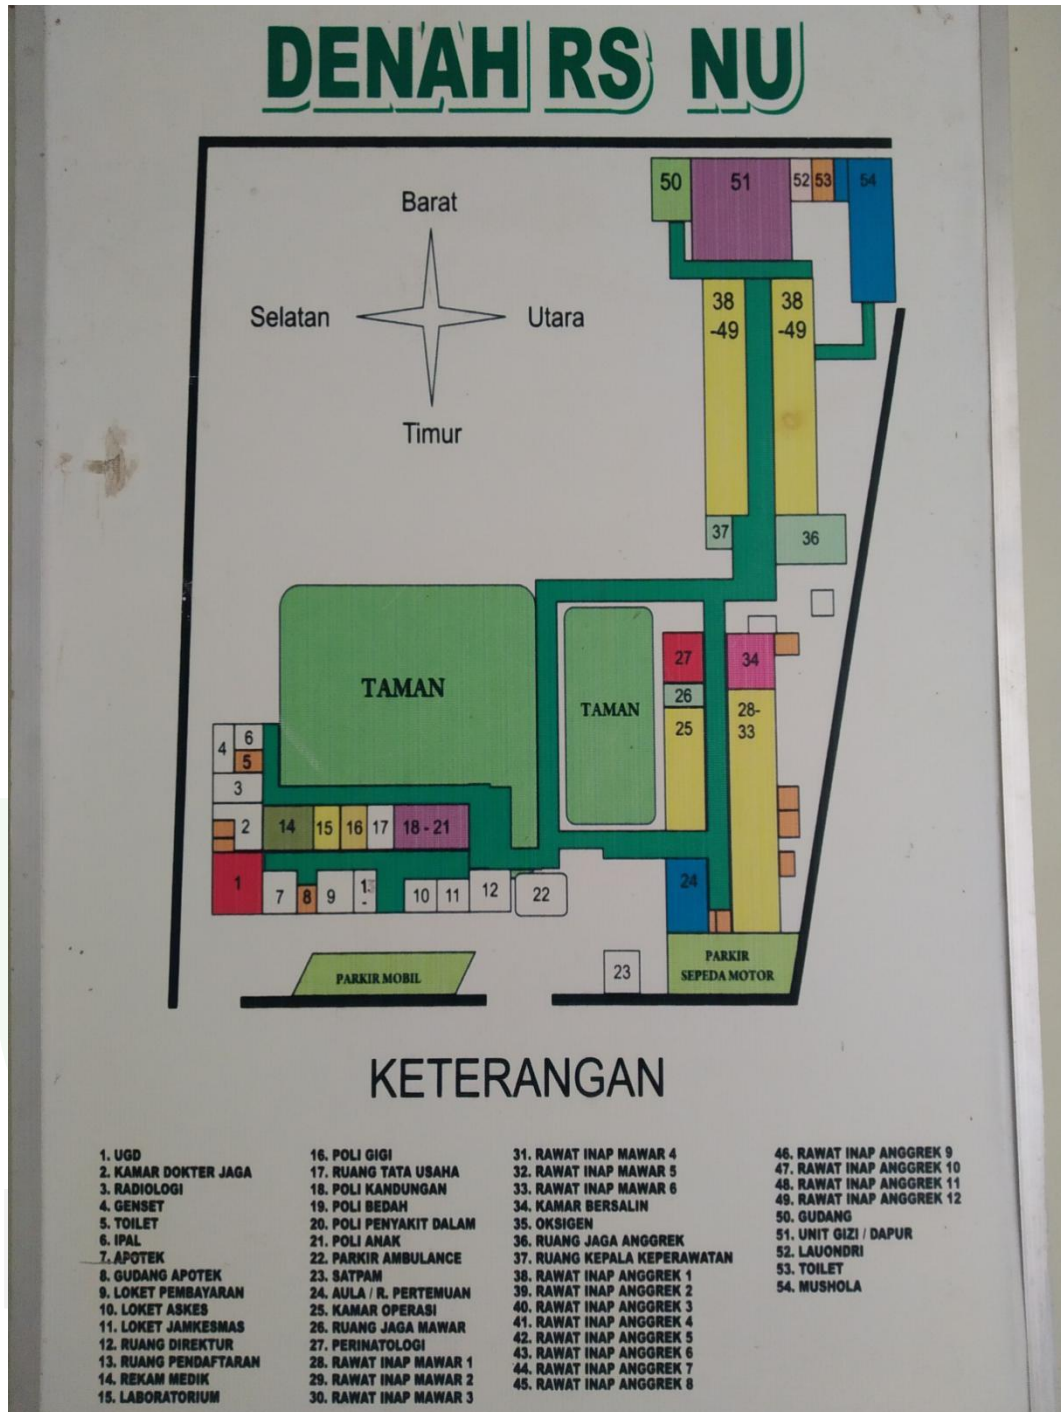 DENAH RS NU
Barat
Selatan
Utara
Timur
50
51
52
53
54
38
-49
38
-49
37
36
TAMAN
TAMAN
27
26
25
34
28-
33
4
6
5
3
2
14
15
16
17
18 - 21
1
7
8
9
10
11
12
22
24
23
PARKIR MOBIL
PARKIR
SEPEDA MOTOR
KETERANGAN
1. UGD
2. KAMAR DOKTER JAGA
3. RADIOLOGI
4. GENSET
5. TOILET
6. IPAL
7. APOTEK
8. GUDANG APOTEK
9. LOKET PEMBAYARAN
10. LOKET ASKES
11. LOKET JAMKESMAS
12. RUANG DIREKTUR
13. RUANG PENDAFTARAN
14. REKAM MEDIK
15. LABORATORIUM
16. POLI GIGI
17. RUANG TATA USAHA
18. POLI KANDUNGAN
19. POLI BEDAH
20. POLI PENYAKIT DALAM
21. POLI ANAK
22. PARKIR AMBULANCE
23. SATPAM
24. AULA / R. PERTEMUAN
25. KAMAR OPERASI
26. RUANG JAGA MAWAR
27. PERINATOLOGI
28. RAWAT INAP MAWAR 1
29. RAWAT INAP MAWAR 2
30. RAWAT INAP MAWAR 3
31. RAWAT INAP MAWAR 4
32. RAWAT INAP MAWAR 5
33. RAWAT INAP MAWAR 6
34. KAMAR BERSALIN
35. OKSIGEN
36. RUANG JAGA ANGGREK
37. RUANG KEPALA KEPERAWATAN
38. RAWAT INAP ANGGREK 1
39. RAWAT INAP ANGGREK 2
40. RAWAT INAP ANGGREK 3
41. RAWAT INAP ANGGREK 4
42. RAWAT INAP ANGGREK 5
43. RAWAT INAP ANGGREK 6
44. RAWAT INAP ANGGREK 7
45. RAWAT INAP ANGGREK 8
46. RAWAT INAP ANGGREK 9
47. RAWAT INAP ANGGREK 10
48. RAWAT INAP ANGGREK 11
49. RAWAT INAP ANGGREK 12
50. GUDANG
51. UNIT GIZI / DAPUR
52. LAUONDRI
53. TOILET
54. MUSHOLA